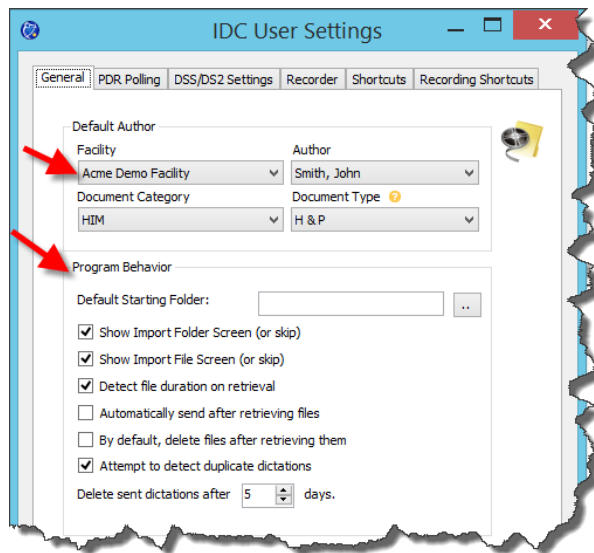 IDC User Settings
General PDR Polling DSS/DS2 Settings Recorder Shortcuts Recording Shortcuts
Default Author
Facility Author
Acme Demo Facility Smith, John
Document Category Document Type ?
HIM H & P
Program Behavior
Default Starting Folder: ..
Show Import Folder Screen (or skip)
Show Import File Screen (or skip)
Detect file duration on retrieval
Automatically send after retrieving files
By default, delete files after retrieving them
Attempt to detect duplicate dictations
Delete sent dictations after 5 days.